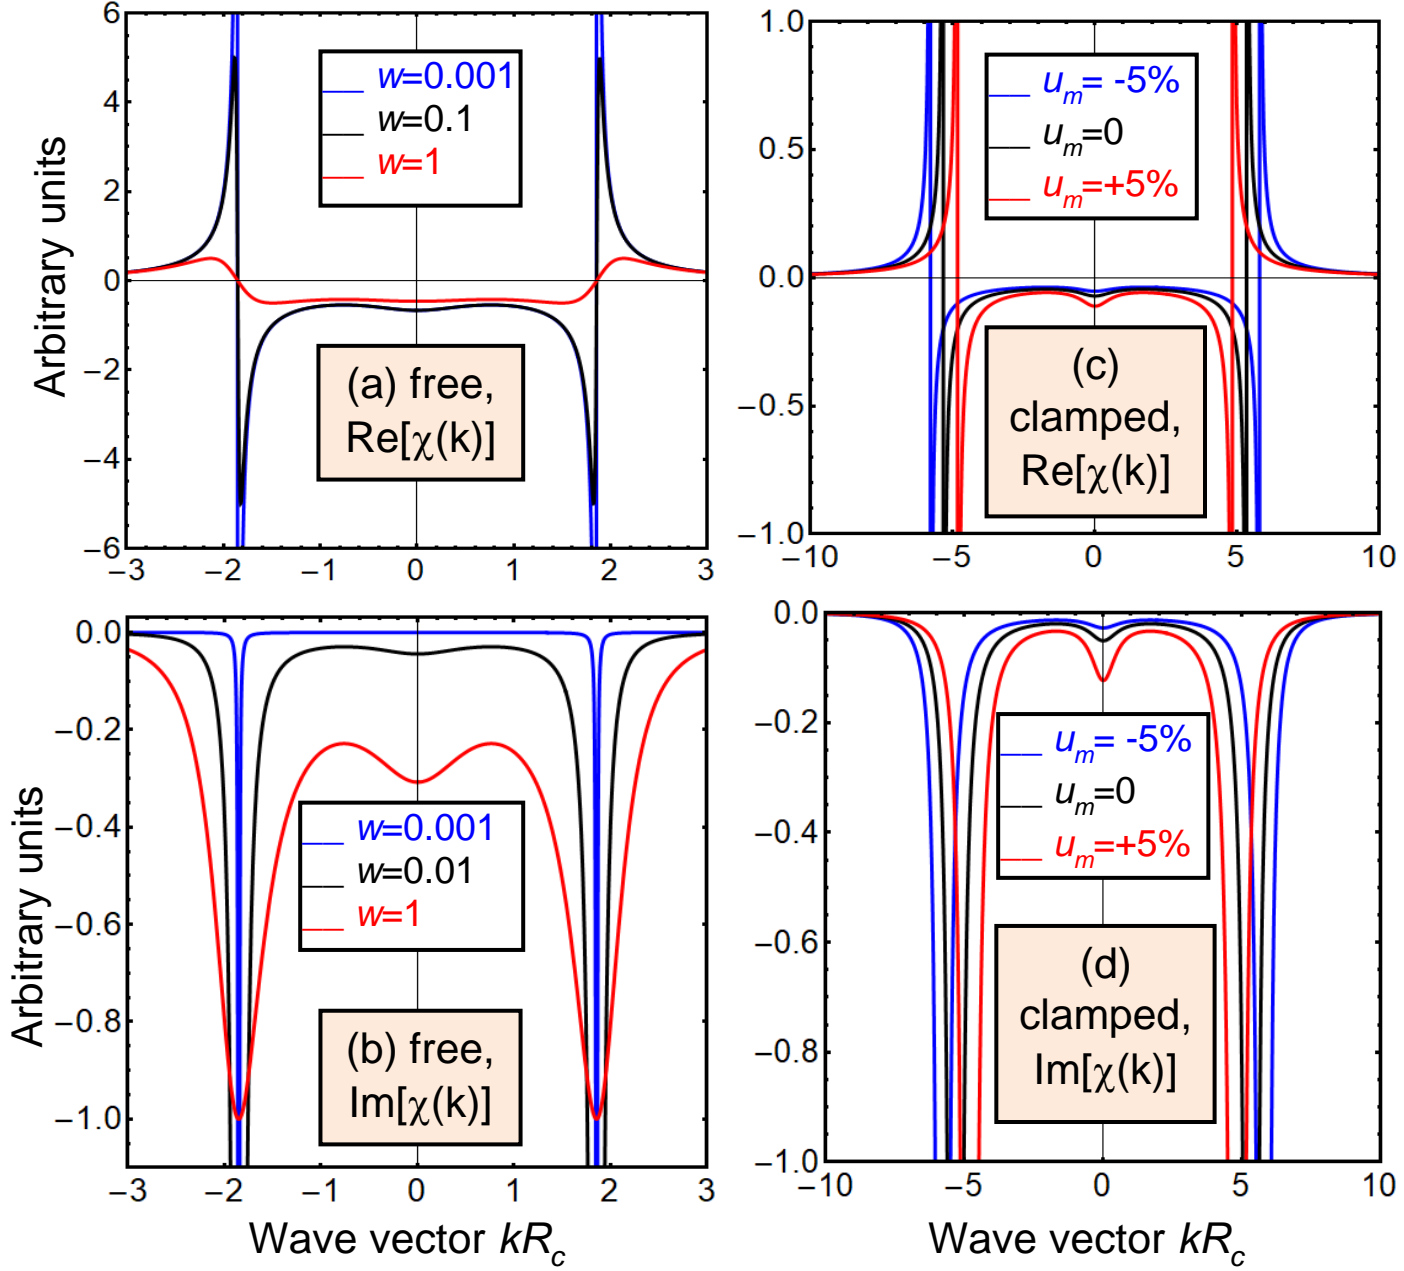 Arbitrary units
6
4
2
0
−2
−4
−6
−3
−2
−1
0
1
2
3
w=0.001
w=0.1
w=1
(a) free,
Re[χ(k)]
1.0
0.5
0.0
−0.5
−1.0
−10
−5
0
5
10
u_m= -5%
u_m=0
u_m=+5%
(c)
clamped,
Re[χ(k)]
Arbitrary units
0.0
−0.2
−0.4
−0.6
−0.8
−1.0
−3
−2
−1
0
1
2
3
w=0.001
w=0.01
w=1
(b) free,
Im[χ(k)]
Wave vector kR_c
0.0
−0.2
−0.4
−0.6
−0.8
−1.0
−10
−5
0
5
10
u_m= -5%
u_m=0
u_m=+5%
(d)
clamped,
Im[χ(k)]
Wave vector kR_c